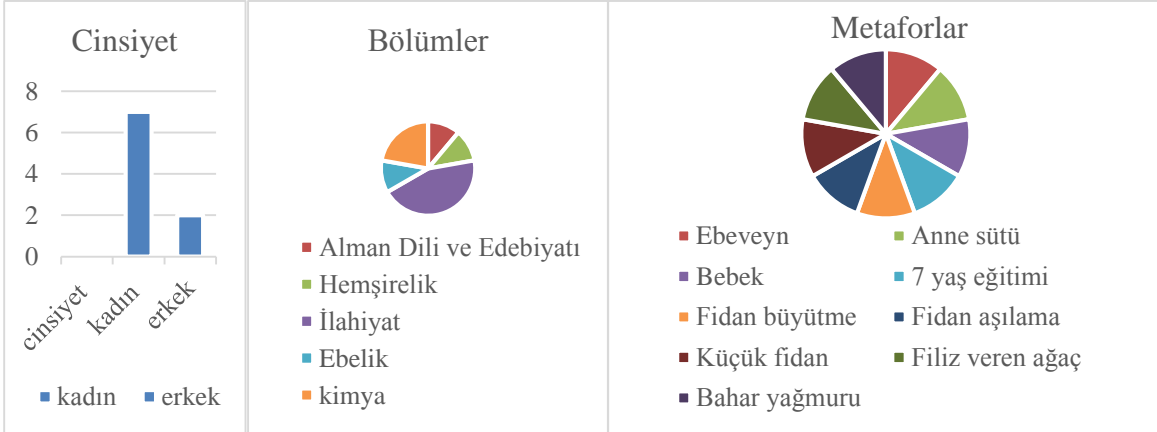 Cinsiyet
8
6
4
2
0
cinsiyet
kadın
erkek
kadın erkek
Bölümler
Alman Dili ve Edebiyatı
Hemşirelik
İlahiyat
Ebelik
kimya
Metaforlar
Ebeveyn Anne sütü
Bebek 7 yaş eğitimi
Fidan büyütme Fidan aşılama
Küçük fidan Filiz veren ağaç
Bahar yağmuru